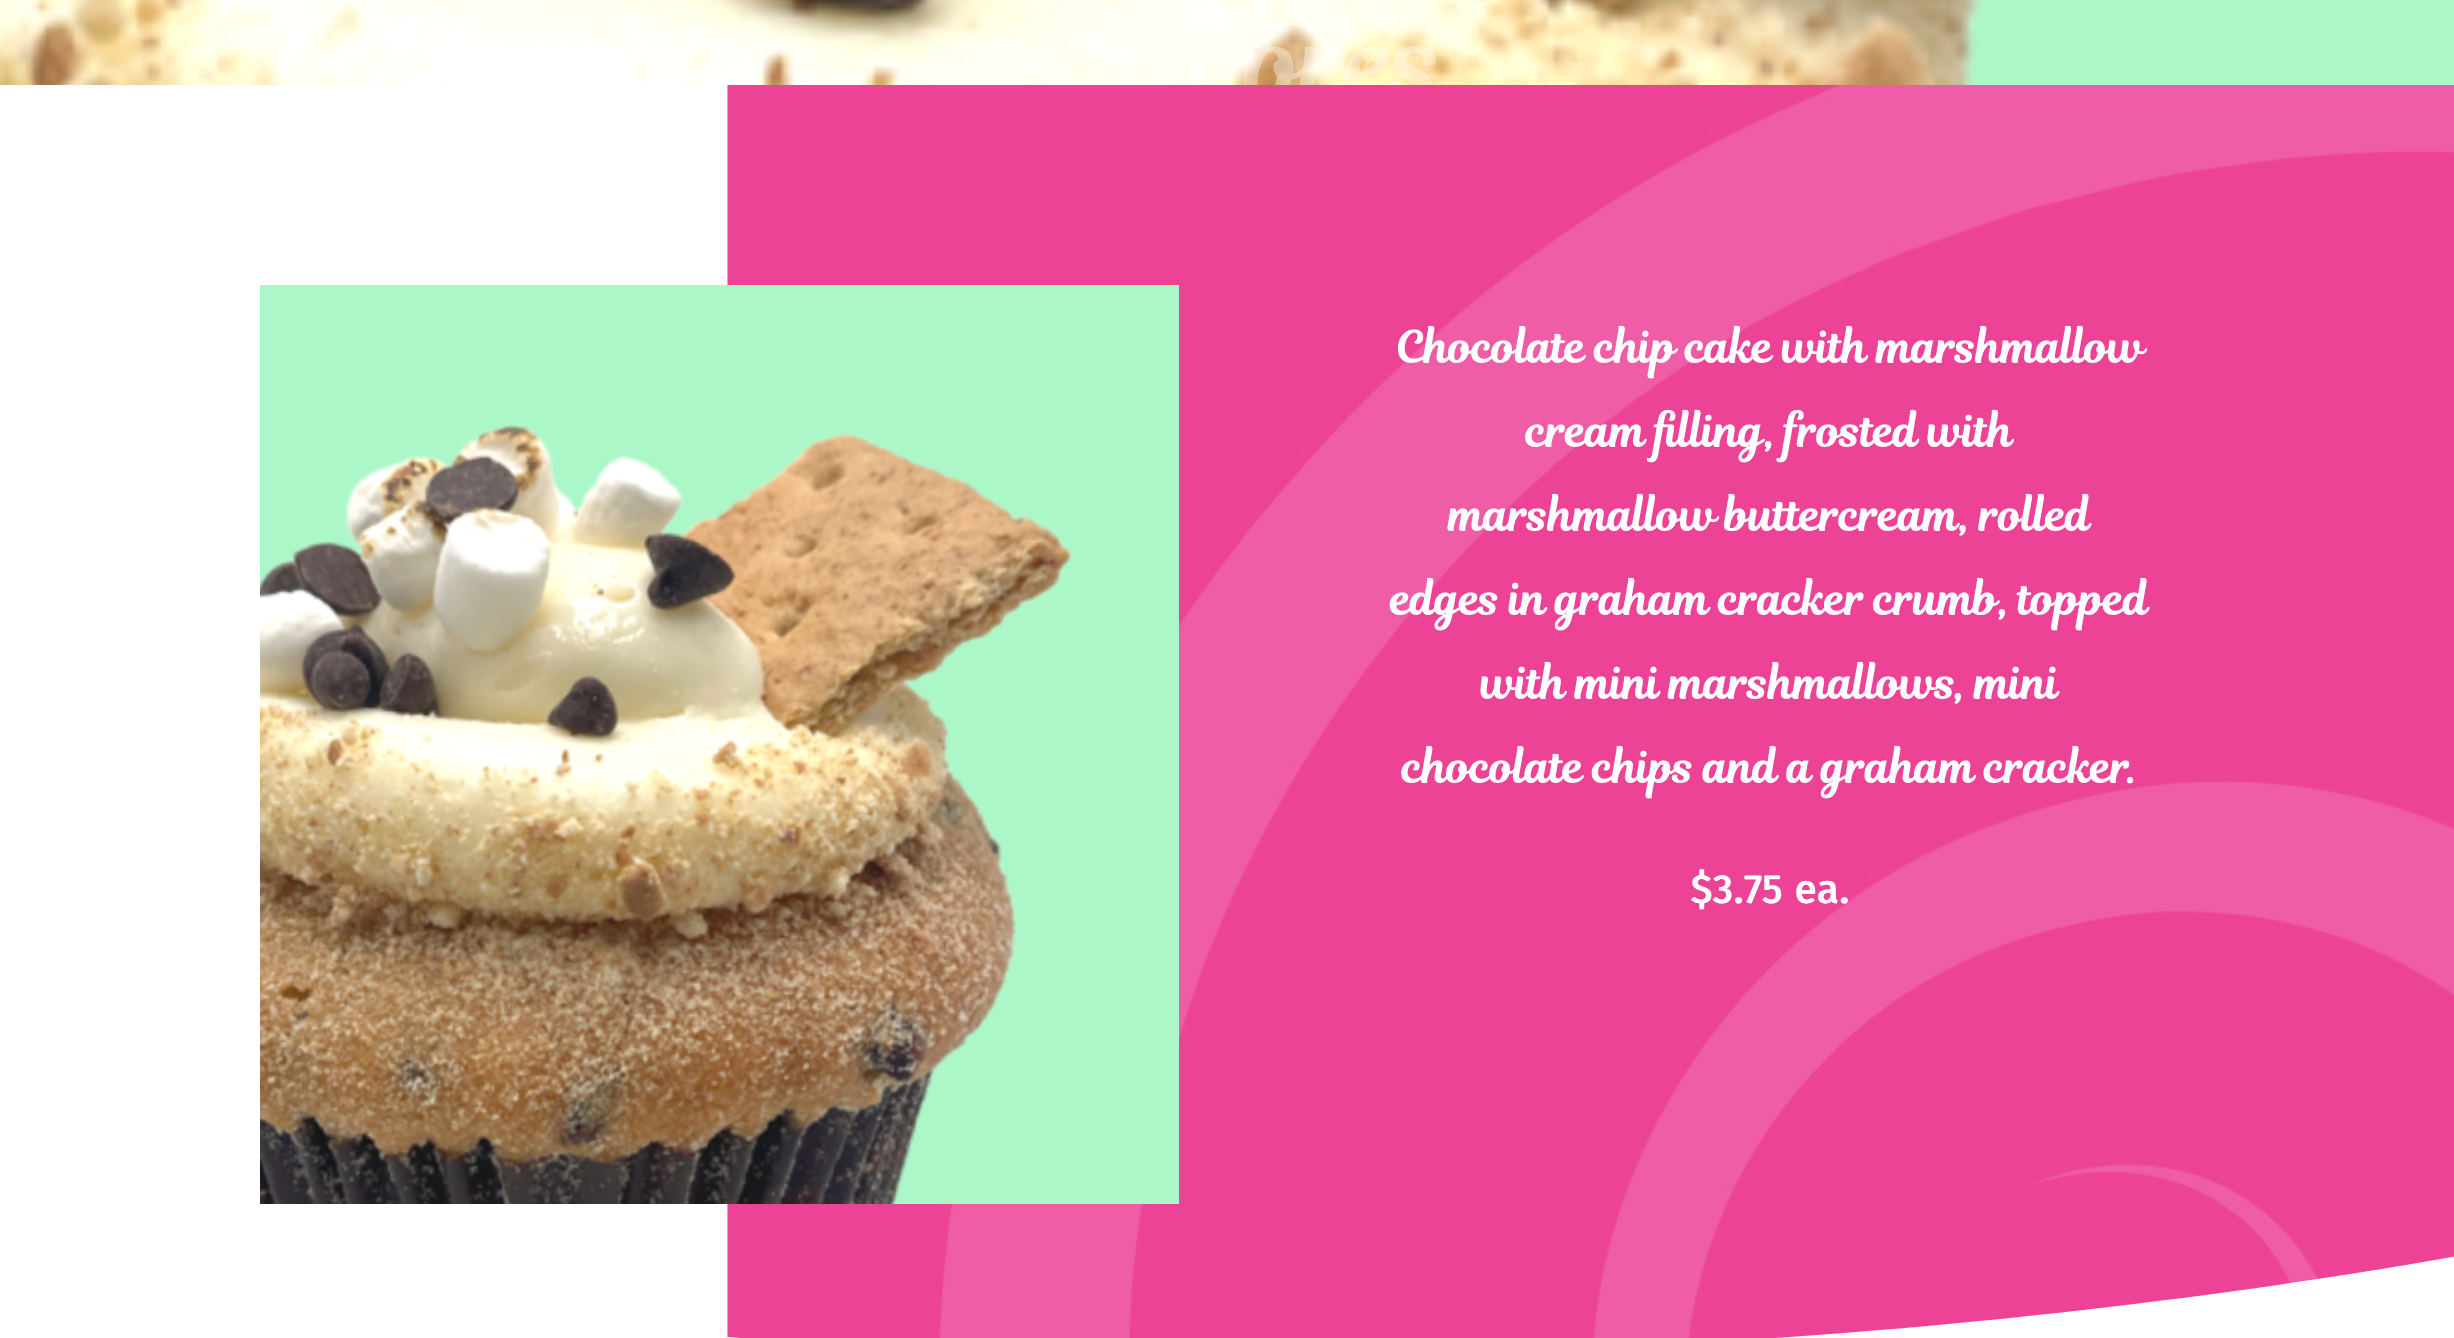 Chocolate chip cake with marshmallow
cream filling, frosted with
marshmallow buttercream, rolled
edges in graham cracker crumb, topped
with mini marshmallows, mini
chocolate chips and a graham cracker.
$3.75 ea.